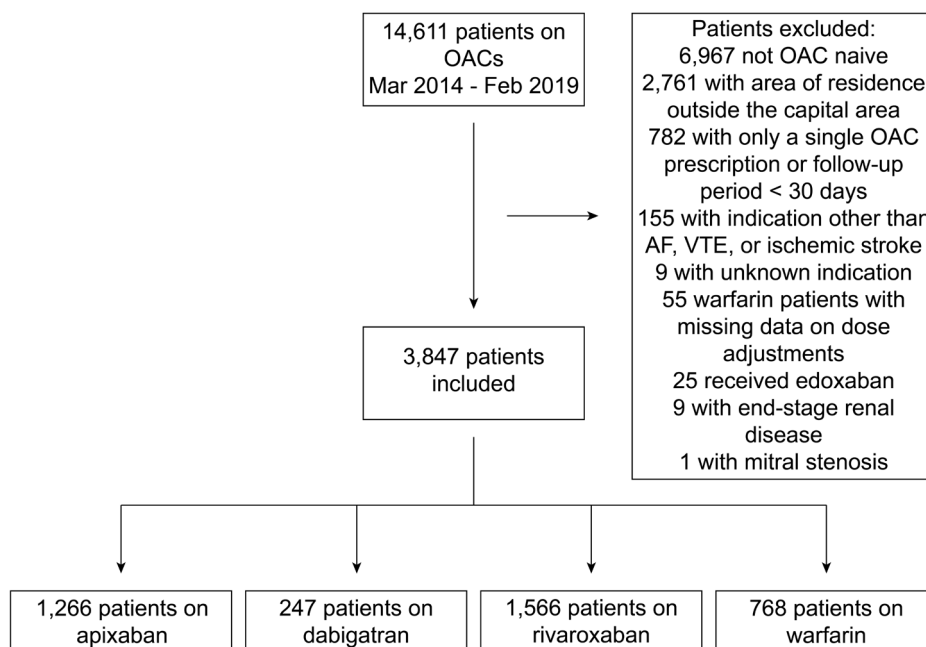 14,611 patients on
OACs
Mar 2014 - Feb 2019
Patients excluded:
6,967 not OAC naive
2,761 with area of residence
outside the capital area
782 with only a single OAC
prescription or follow-up
period < 30 days
155 with indication other than
AF, VTE, or ischemic stroke
9 with unknown indication
55 warfarin patients with
missing data on dose
adjustments
25 received edoxaban
9 with end-stage renal
disease
1 with mitral stenosis
3,847 patients
included
1,266 patients on
apixaban
247 patients on
dabigatran
1,566 patients on
rivaroxaban
768 patients on
warfarin